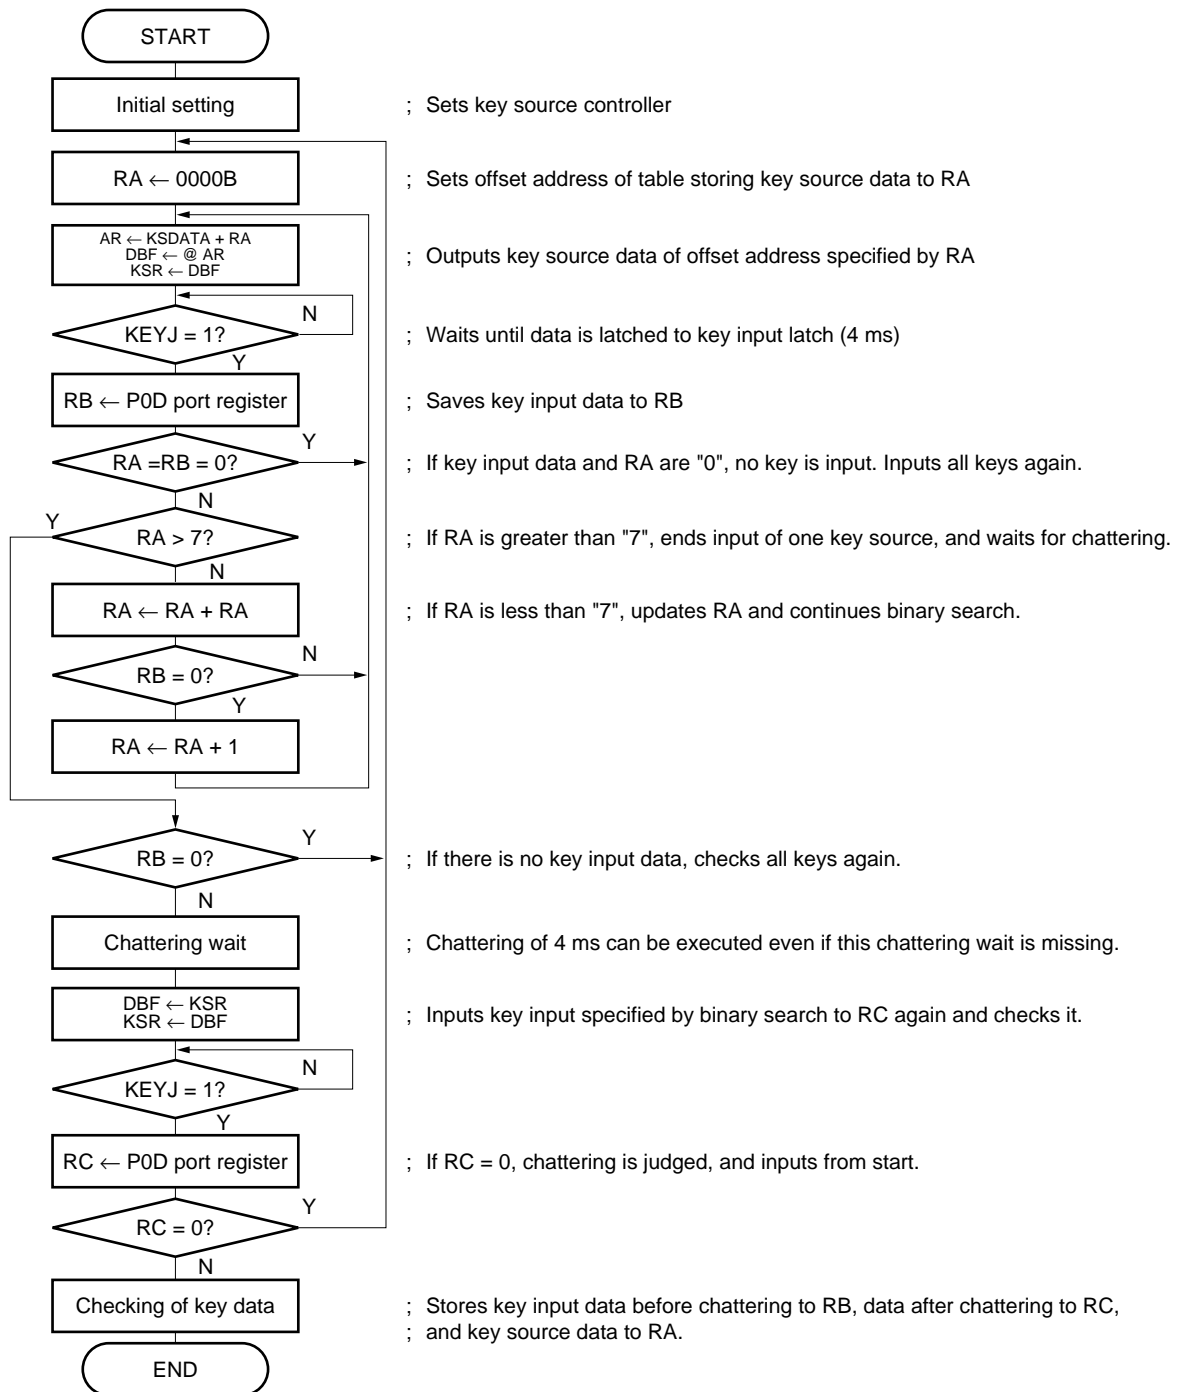 START
Initial setting ; Sets key source controller
RA ← 0000B ; Sets offset address of table storing key source data to RA
AR ← KSDATA + RA
DBF ← @ AR ; Outputs key source data of offset address specified by RA
KSR ← DBF
N
KEYJ = 1? ; Waits until data is latched to key input latch (4 ms)
Y
RB ← P0D port register ; Saves key input data to RB
Y
RA =RB = 0? ; If key input data and RA are "0", no key is input. Inputs all keys again.
N
Y
RA > 7? ; If RA is greater than "7", ends input of one key source, and waits for chattering.
N
RA ← RA + RA ; If RA is less than "7", updates RA and continues binary search.
N
RB = 0?
Y
RA ← RA + 1
Y
RB = 0? ; If there is no key input data, checks all keys again.
N
Chattering wait ; Chattering of 4 ms can be executed even if this chattering wait is missing.
DBF ← KSR
KSR ← DBF ; Inputs key input specified by binary search to RC again and checks it.
N
KEYJ = 1?
Y
RC ← P0D port register ; If RC = 0, chattering is judged, and inputs from start.
Y
RC = 0?
N
Checking of key data ; Stores key input data before chattering to RB, data after chattering to RC,
; and key source data to RA.
END